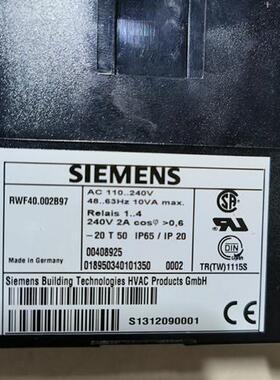 SIEMENS
RWF40.002B97
AC 110..240V
48..63Hz 10VA max.
Relais 1..4
240V 2A cosφ >0,6
-20 T 50 IP65 / IP 20
00408925
Made in Germany
018950340101350 0002
SA
DIN
TR(TW)1115S
Siemens Building Technologies HVAC Products GmbH
S1312090001
CE